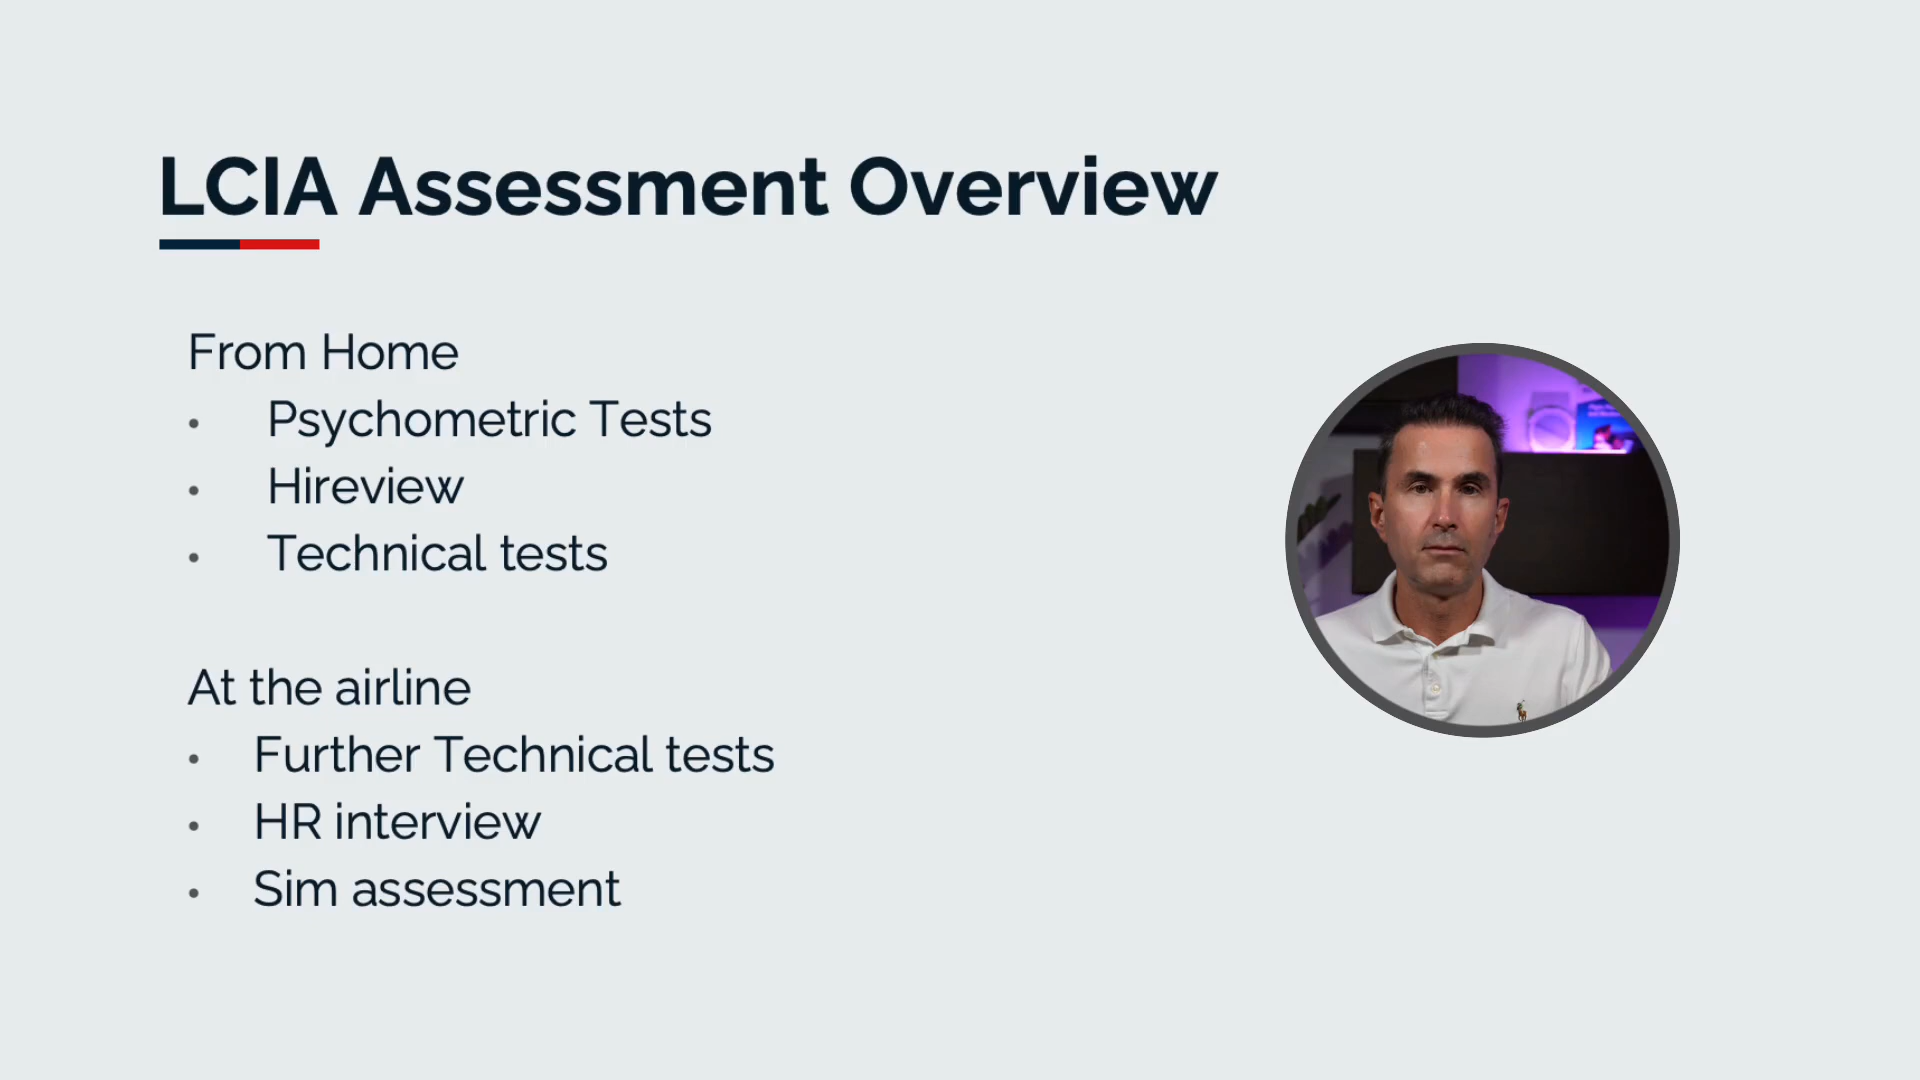 LCIA Assessment Overview
From Home
• Psychometric Tests
• Hireview
• Technical tests
At the airline
• Further Technical tests
• HR interview
• Sim assessment